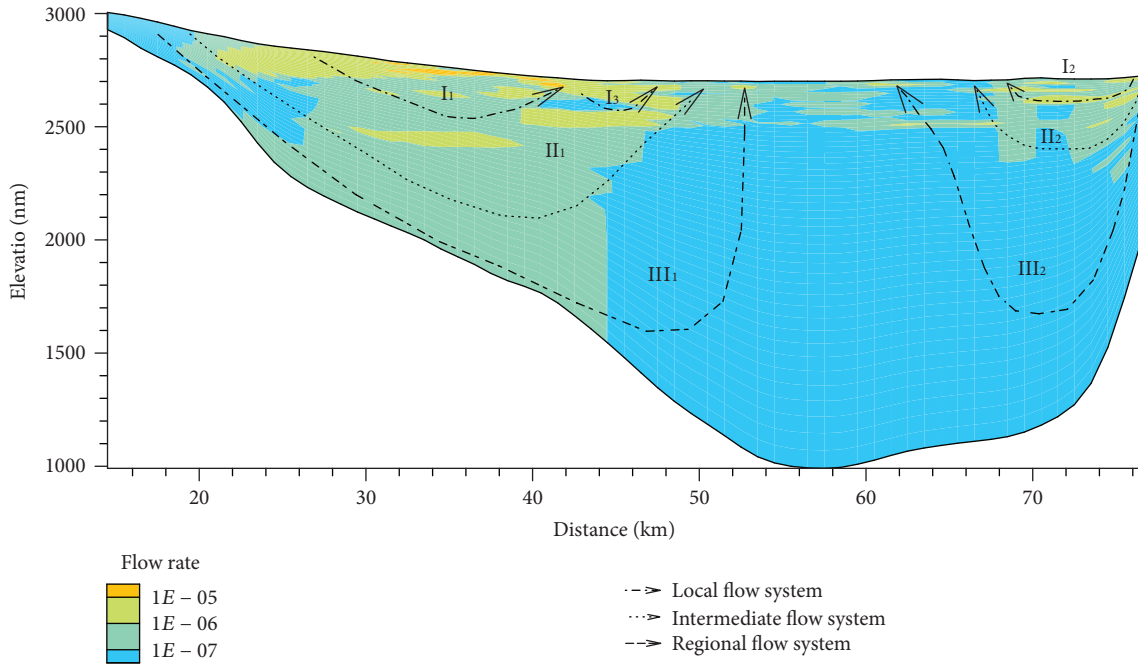 3000
2500
2000
1500
1000
Elevatio (nm)
I2
I1
I3
II1
II2
III1
III2
20 30 40 50 60 70
Distance (km)
Flow rate
1E – 05
1E – 06
1E – 07
Local flow system
Intermediate flow system
Regional flow system